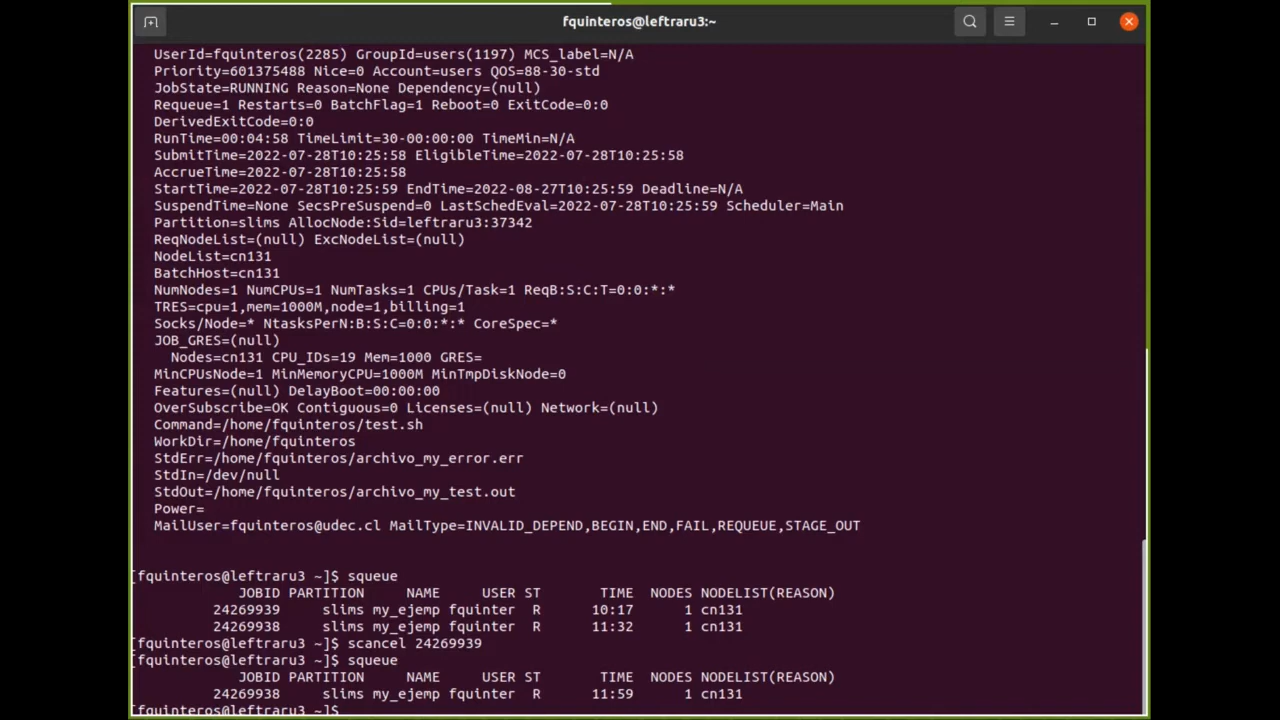 fquinteros@leftraru3:~
UserId=fquinteros(2285) GroupId=users(1197) MCS_label=N/A
Priority=601375488 Nice=0 Account=users QOS=88-30-std
JobState=RUNNING Reason=None Dependency=(null)
Requeue=1 Restarts=0 BatchFlag=1 Reboot=0 ExitCode=0:0
DerivedExitCode=0:0
RunTime=00:04:58 TimeLimit=30-00:00:00 TimeMin=N/A
SubmitTime=2022-07-28T10:25:58 EligibleTime=2022-07-28T10:25:58
AccrueTime=2022-07-28T10:25:58
StartTime=2022-07-28T10:25:59 EndTime=2022-08-27T10:25:59 Deadline=N/A
SuspendTime=None SecsPreSuspend=0 LastSchedEval=2022-07-28T10:25:59 Scheduler=Main
Partition=slims AllocNode:Sid=leftraru3:37342
ReqNodeList=(null) ExcNodeList=(null)
NodeList=cn131
BatchHost=cn131
NumNodes=1 NumCPUs=1 NumTasks=1 CPUs/Task=1 ReqB:S:C:T=0:0:*:*
TRES=cpu=1,mem=1000M,node=1,billing=1
Socks/Node=* NtasksPerN:B:S:C=0:0:*:* CoreSpec=*
JOB_GRES=(null)
Nodes=cn131 CPU_IDs=19 Mem=1000 GRES=
MinCPUsNode=1 MinMemoryCPU=1000M MinTmpDiskNode=0
Features=(null) DelayBoot=00:00:00
OverSubscribe=OK Contiguous=0 Licenses=(null) Network=(null)
Command=/home/fquinteros/test.sh
WorkDir=/home/fquinteros
StdErr=/home/fquinteros/archivo_my_error.err
StdIn=/dev/null
StdOut=/home/fquinteros/archivo_my_test.out
Power=
MailUser=fquinteros@udec.cl MailType=INVALID_DEPEND,BEGIN,END,FAIL,REQUEUE,STAGE_OUT
[fquinteros@leftraru3 ~]$ squeue
JOBID PARTITION NAME USER ST TIME NODES NODELIST(REASON)
24269939 slims my_ejemp fquinter R 10:17 1 cn131
24269938 slims my_ejemp fquinter R 11:32 1 cn131
[fquinteros@leftraru3 ~]$ scancel 24269939
[fquinteros@leftraru3 ~]$ squeue
JOBID PARTITION NAME USER ST TIME NODES NODELIST(REASON)
24269938 slims my_ejemp fquinter R 11:59 1 cn131
[fquinteros@leftraru3 ~]$